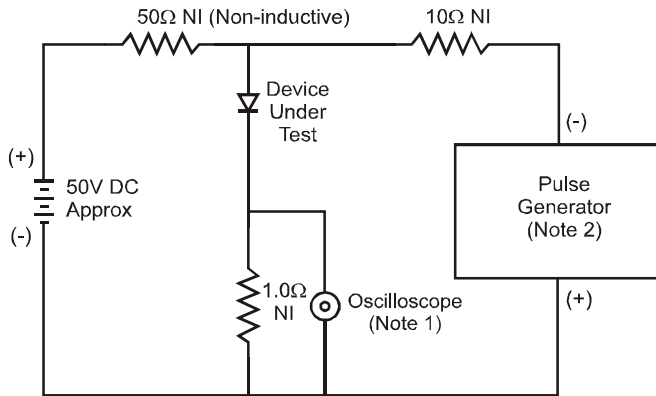 50Ω NI (Non-inductive)
10Ω NI
Device
Under
Test
(-)
(+)
50V DC
Approx
(-)
Pulse
Generator
(Note 2)
1.0Ω
NI
Oscilloscope
(Note 1)
(+)